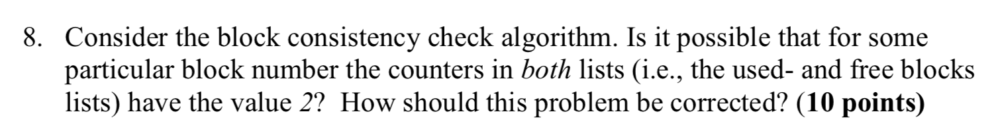 8. Consider the block consistency check algorithm. Is it possible that for some
particular block number the counters in both lists (i.e., the used- and free blocks
lists) have the value 2? How should this problem be corrected? (10 points)